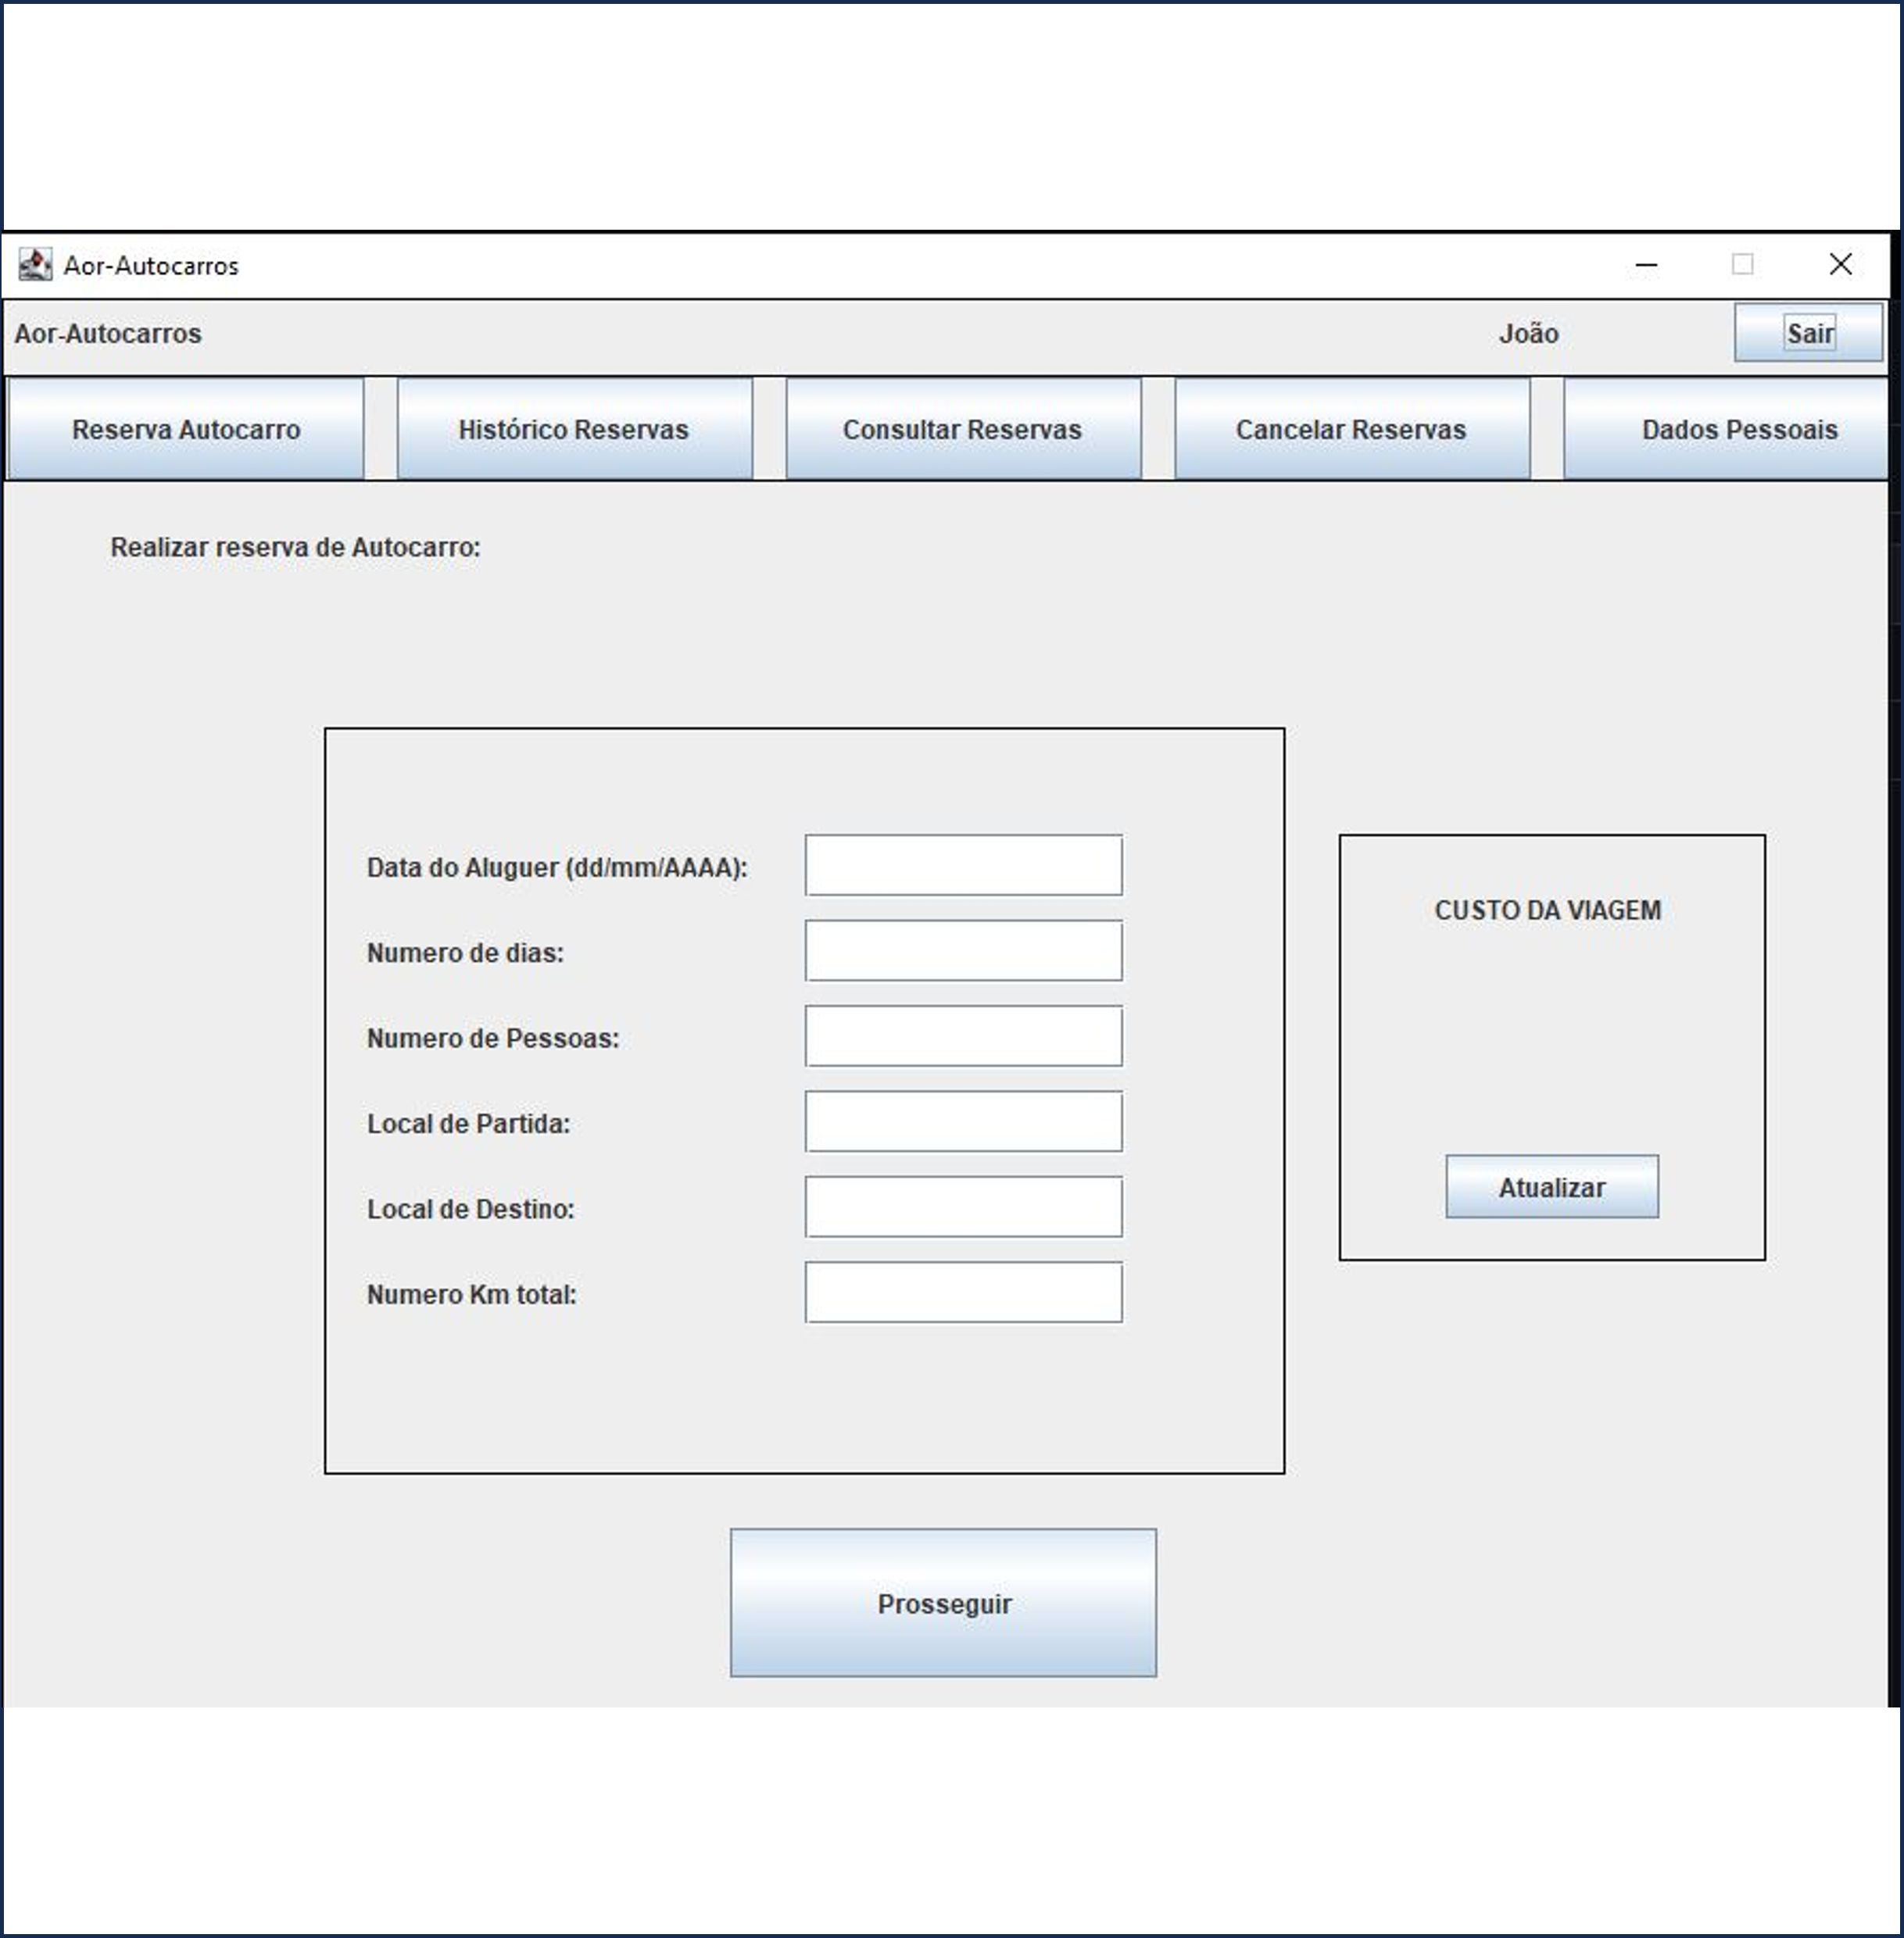 Aor-Autocarros
Aor-Autocarros João Sair
Reserva Autocarro Histórico Reservas Consultar Reservas Cancelar Reservas Dados Pessoais
Realizar reserva de Autocarro:
Data do Aluguer (dd/mm/AAAA):
CUSTO DA VIAGEM
Numero de dias:
Numero de Pessoas:
Local de Partida:
Atualizar
Local de Destino:
Numero Km total:
Prosseguir